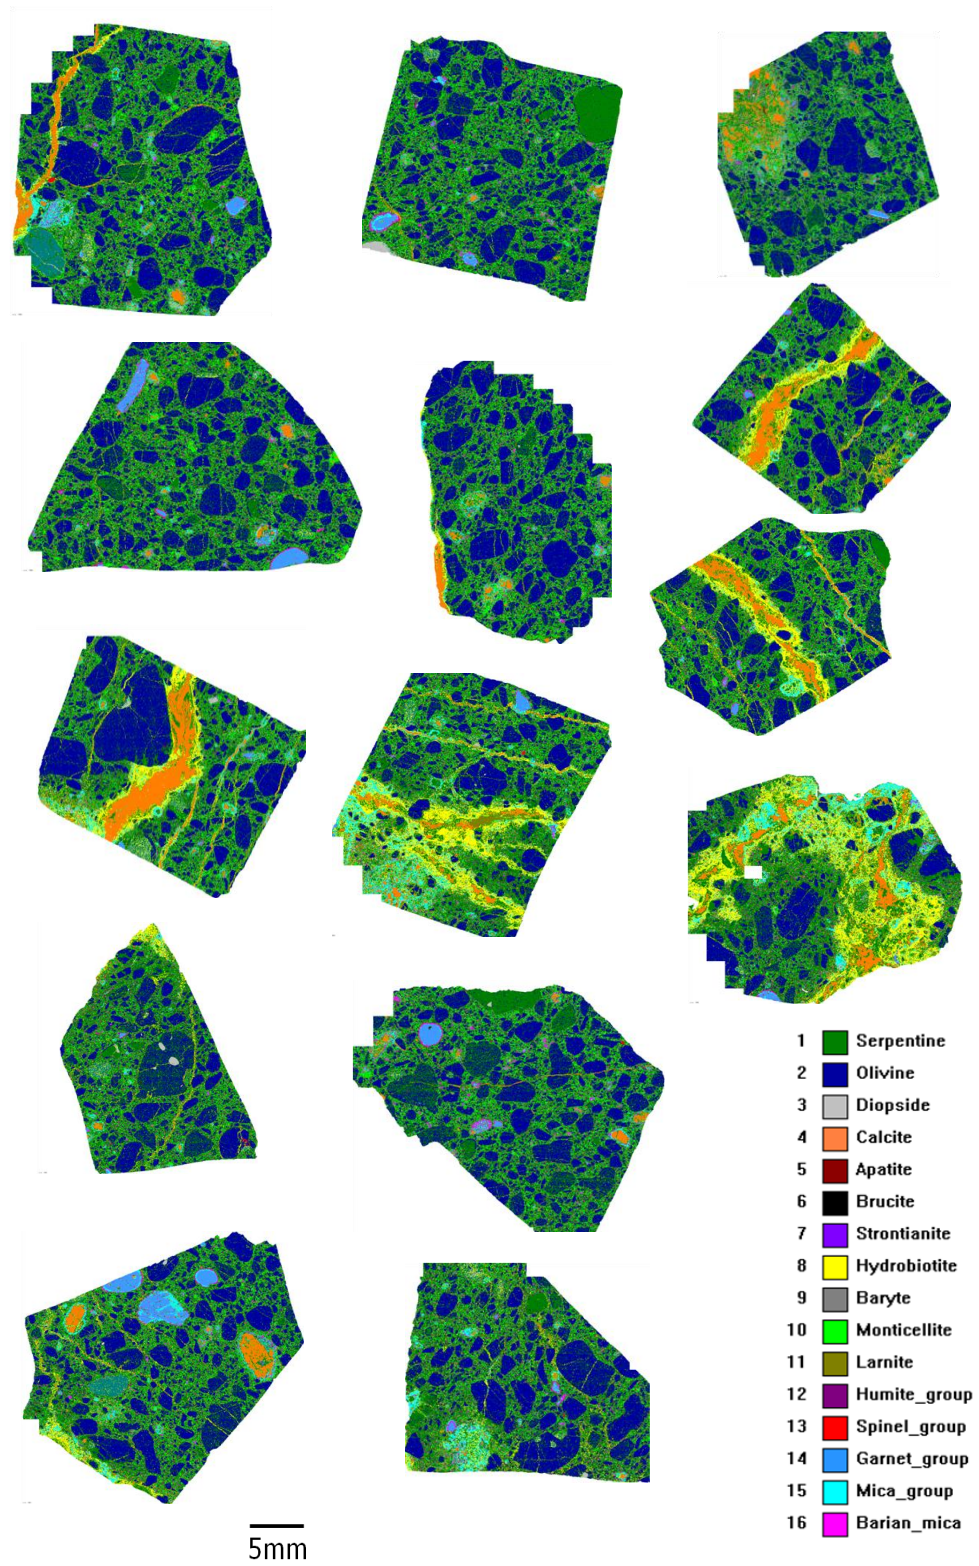 1 Serpentine
2 Olivine
3 Diopside
4 Calcite
5 Apatite
6 Brucite
7 Strontianite
8 Hydrobiotite
9 Baryte
10 Monticellite
11 Larnite
12 Humite_group
13 Spinel_group
14 Garnet_group
15 Mica_group
16 Barian_mica
5mm